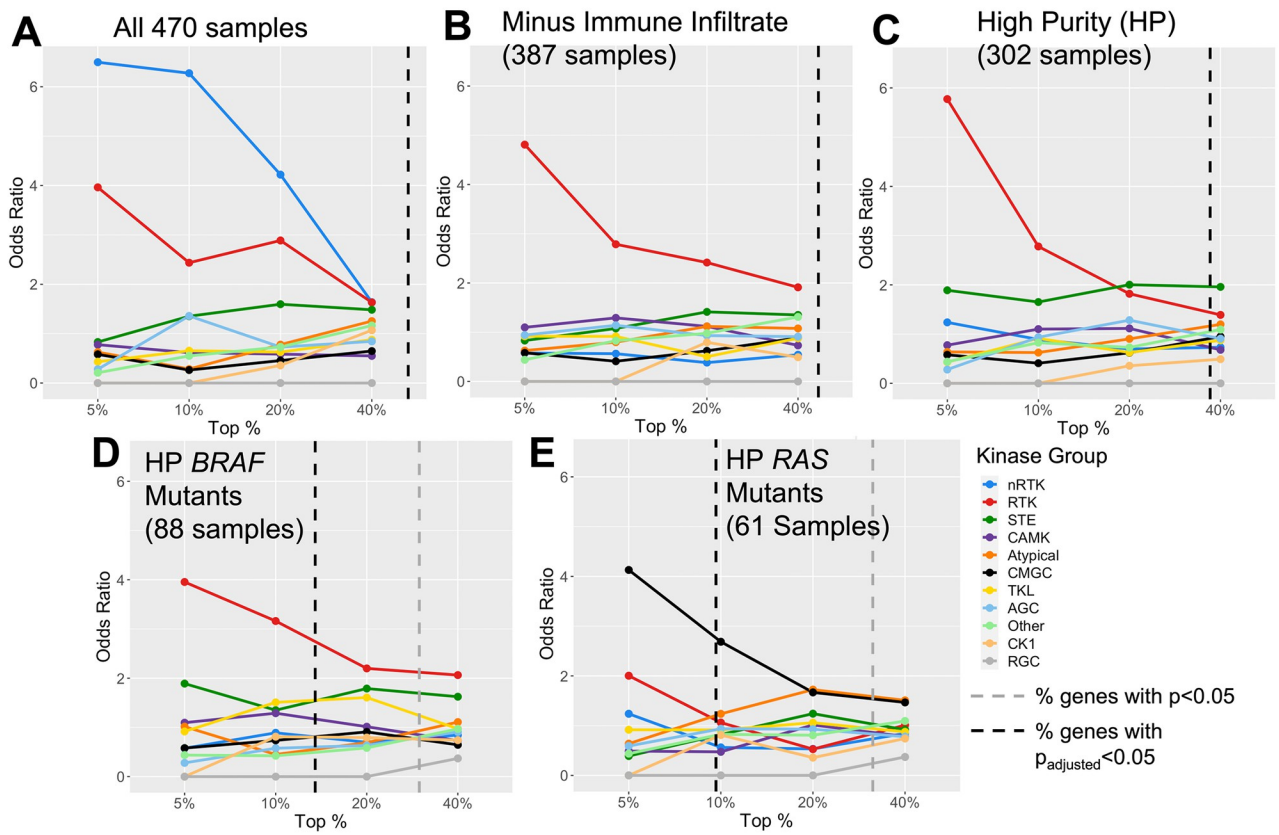 A
All 470 samples
Odds Ratio
6
4
2
0
5%
10%
20%
40%
Top %
B
Minus Immune Infiltrate
(387 samples)
Odds Ratio
6
4
2
0
5%
10%
20%
40%
Top %
C
High Purity (HP)
(302 samples)
Odds Ratio
6
4
2
0
5%
10%
20%
40%
Top %
D
HP BRAF
Mutants
(88 samples)
Odds Ratio
6
4
2
0
5%
10%
20%
40%
Top %
E
HP RAS
Mutants
(61 Samples)
Odds Ratio
6
4
2
0
5%
10%
20%
40%
Top %
Kinase Group
nRTK
RTK
STE
CAMK
Atypical
CMGC
TKL
AGC
Other
CK1
RGC
% genes with p<0.05
% genes with
padjusted<0.05